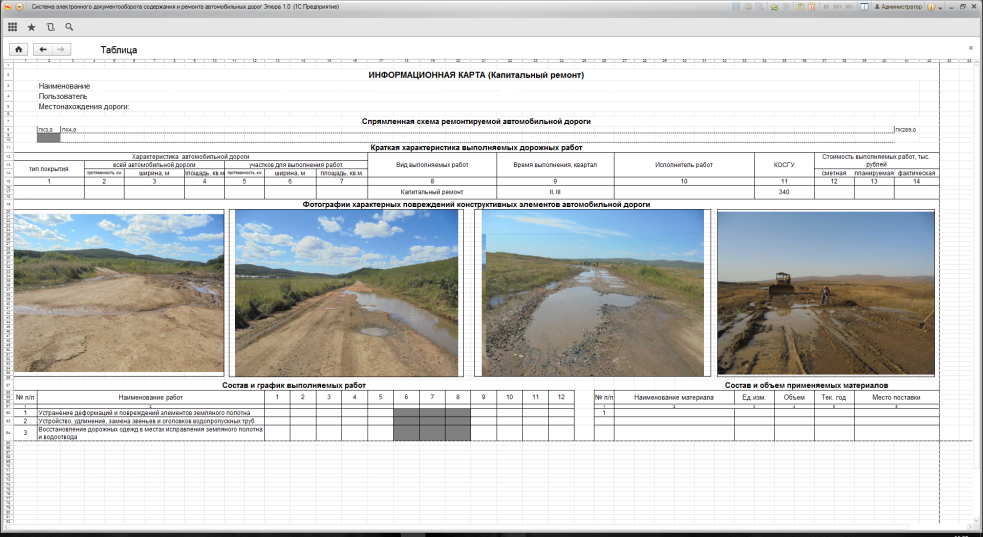 Система электронного документооборота содержания и ремонта автомобильных дорог Эпюра 1.0 (1С:Предприятие)
M M+ M-
Администратор
Таблица
ИНФОРМАЦИОННАЯ КАРТА (Капитальный ремонт)
Наименование
Пользователь
Местонахождения дороги:
Спрямленная схема ремонтируемой автомобильной дороги
ПК3,0 ПК4,0 ПК289,0
Краткая характеристика выполняемых дорожных работ
Характеристика автомобильной дороги
Стоимость выполняемых работ, тыс. рублей
тип покрытия
всей автомобильной дороги
участков для выполнения работ
Вид выполняемых работ
Время выполнения, квартал
Исполнитель работ
КОСГУ
протяженность, км ширина, м площадь, кв.м протяженность, км ширина, м площадь, кв.м.
сметная планируемая фактическая
1 2 3 4 5 6 7 8 9 10 11 12 13 14
Капитальный ремонт II, III 340
Фотографии характерных повреждений конструктивных элементов автомобильной дороги
Состав и график выполняемых работ
Состав и объем применяемых материалов
№ п/п Наименование работ 1 2 3 4 5 6 7 8 9 10 11 12
№ п/п Наименование материала Ед.изм. Объем Тек. год Место поставки
1 2 3 4 5 6
1 Устранение деформаций и повреждений элементов земляного полотна
1
2 Устройство, удлинение, замена звеньев и оголовков водопропускных труб
3 Восстановление дорожных одежд в местах исправления земляного полотна
и водоотвода